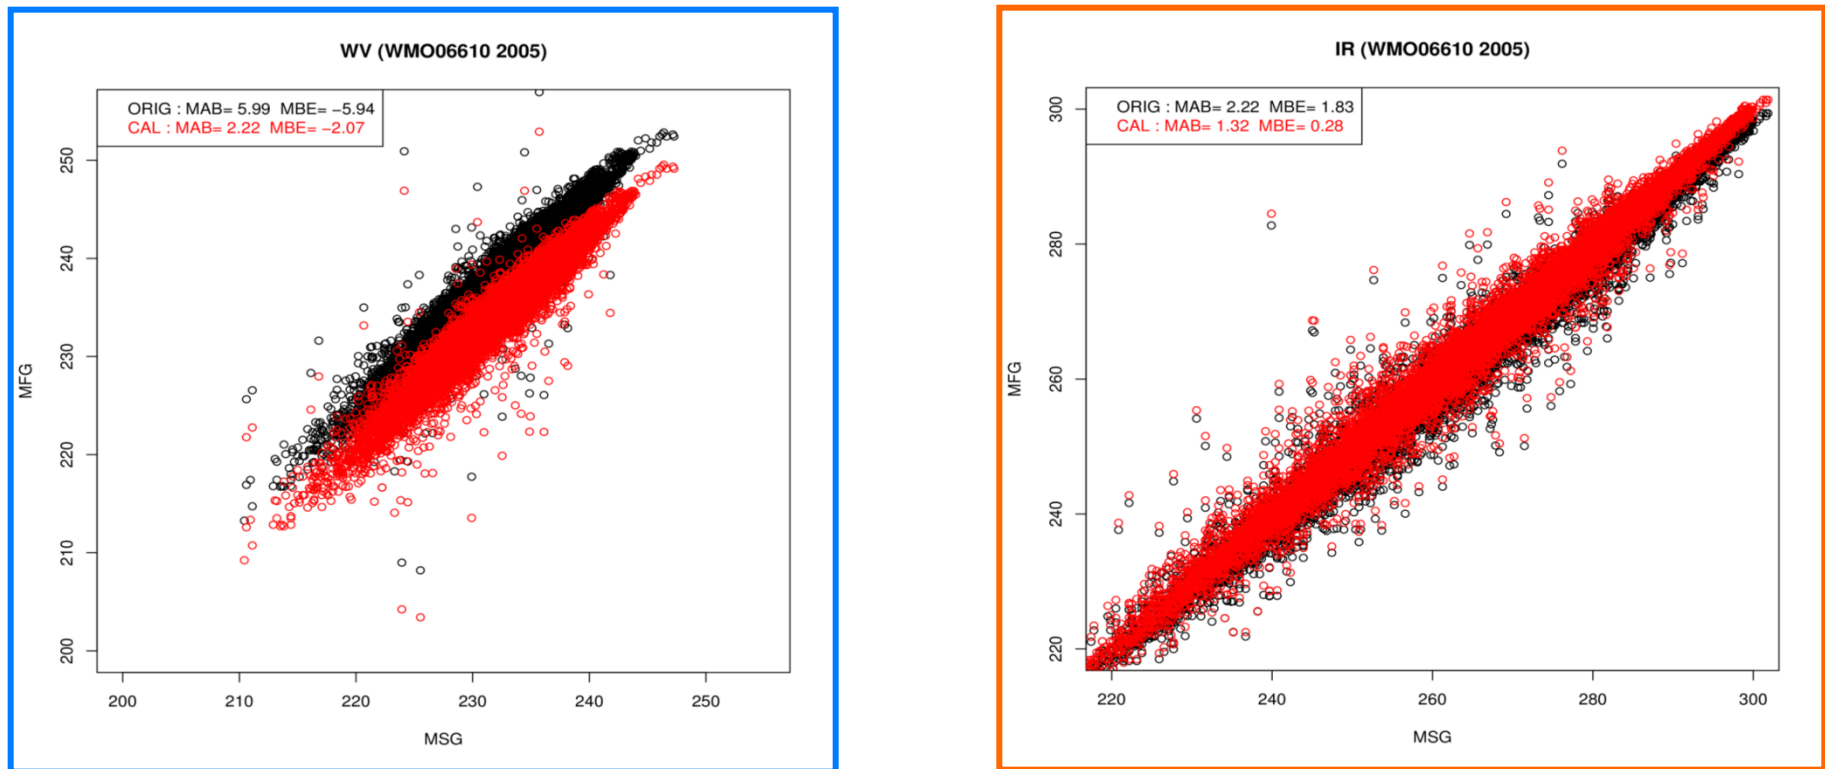 WV (WMO06610 2005)
ORIG : MAB= 5.99 MBE= −5.94
CAL : MAB= 2.22 MBE= −2.07
250
240
230
220
210
200
MFG
200 210 220 230 240 250
MSG
IR (WMO06610 2005)
ORIG : MAB= 2.22 MBE= 1.83
CAL : MAB= 1.32 MBE= 0.28
300
280
260
240
220
MFG
220 240 260 280 300
MSG